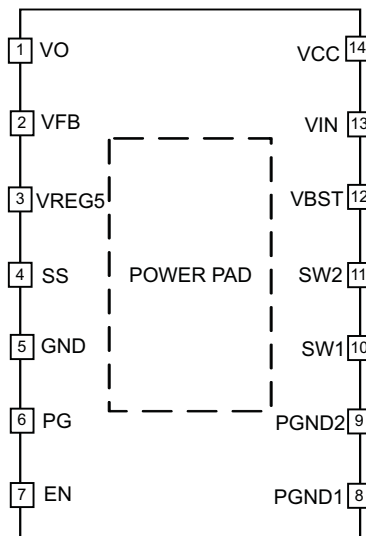 1 VO
VCC 14
2 VFB
VIN 13
3 VREG5
VBST 12
4 SS
POWER PAD
SW2 11
5 GND
SW1 10
6 PG
PGND2 9
7 EN
PGND1 8